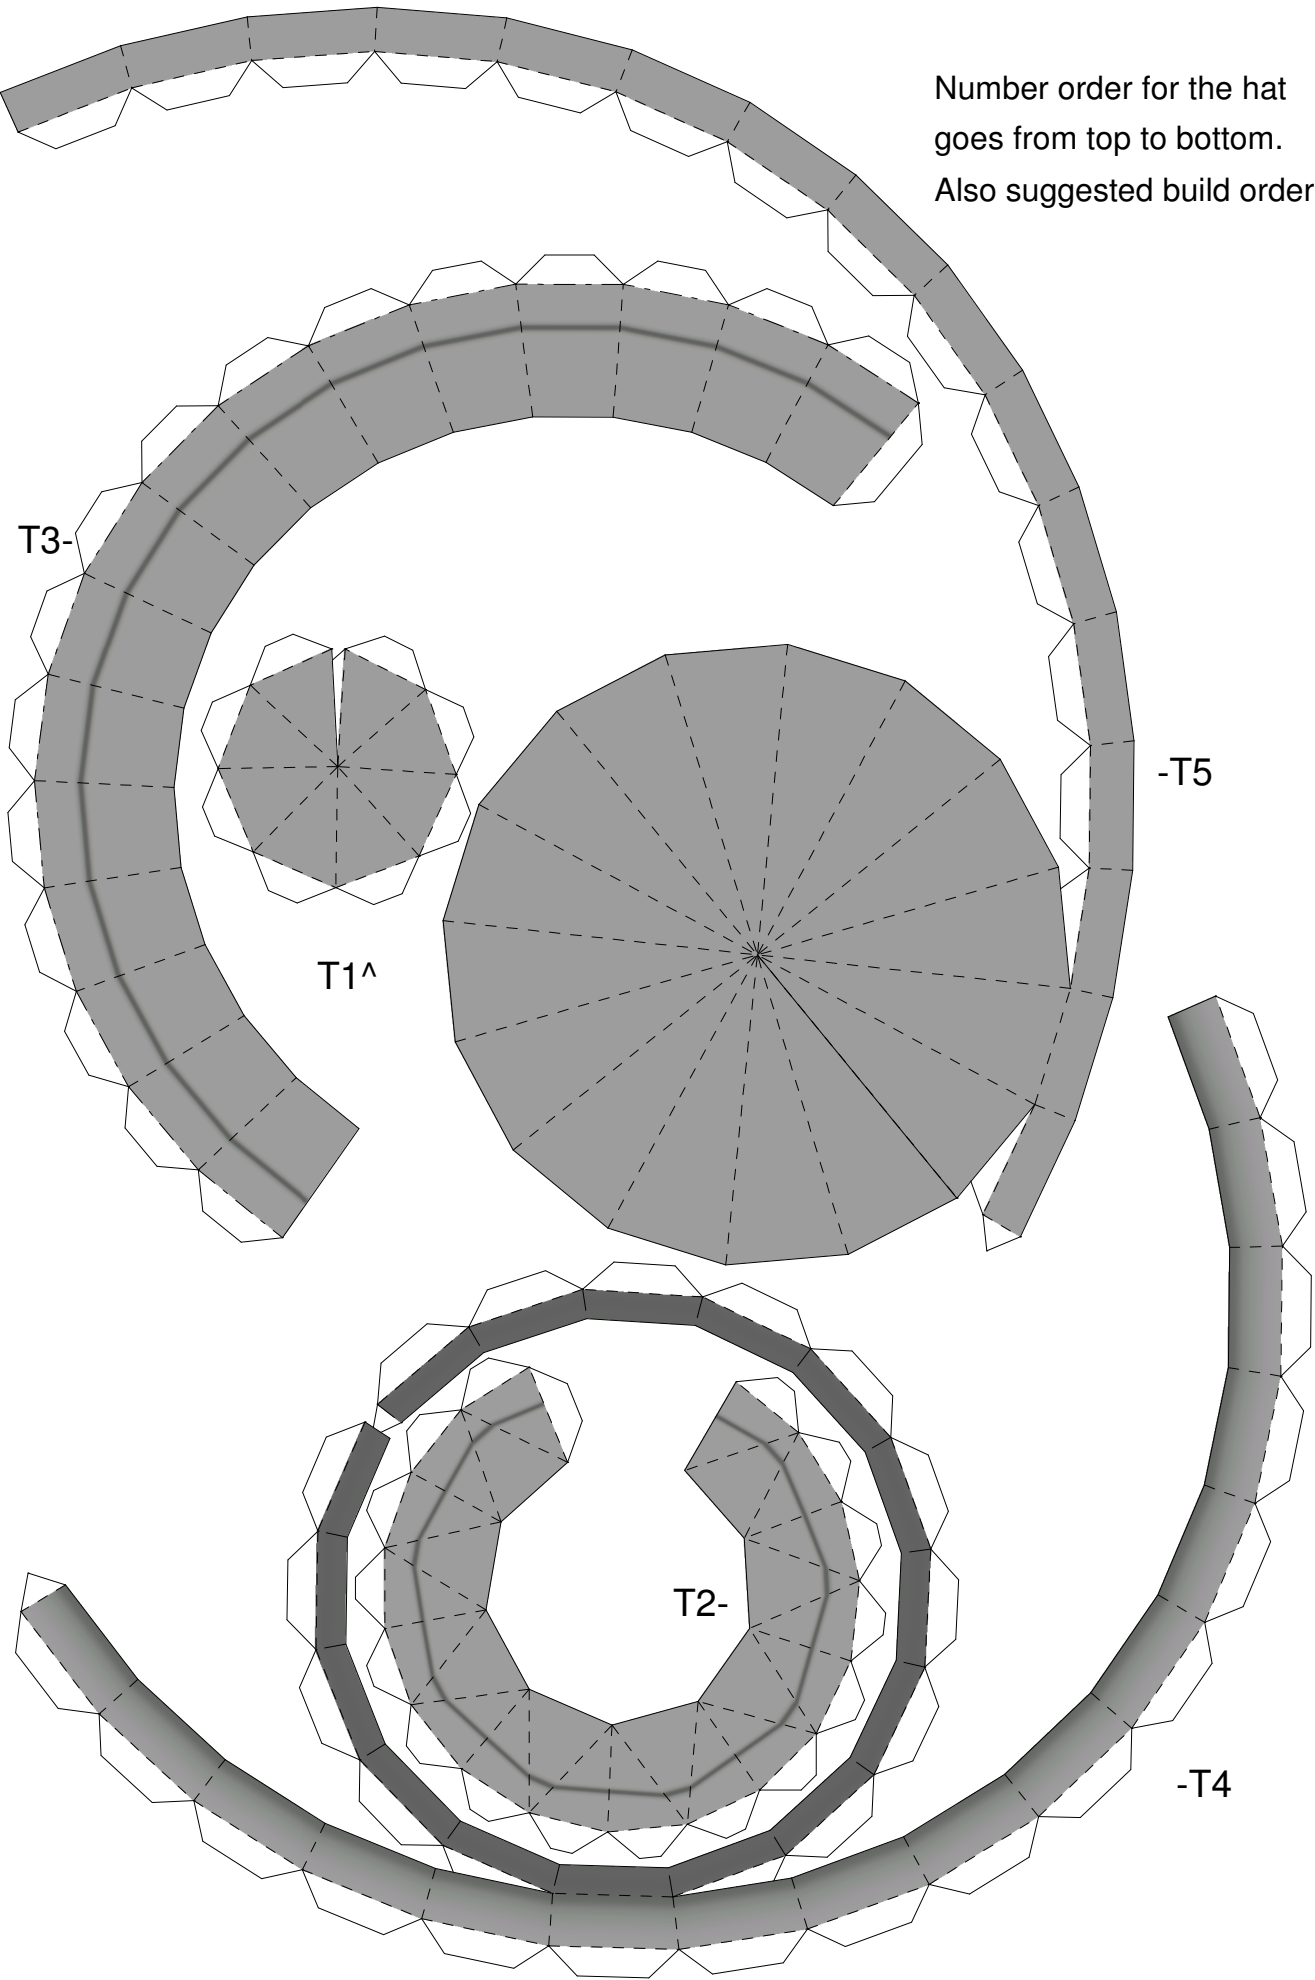 Number order for the hat
goes from top to bottom.
Also suggested build order
T3-
-T5
T1^
T2-
-T4